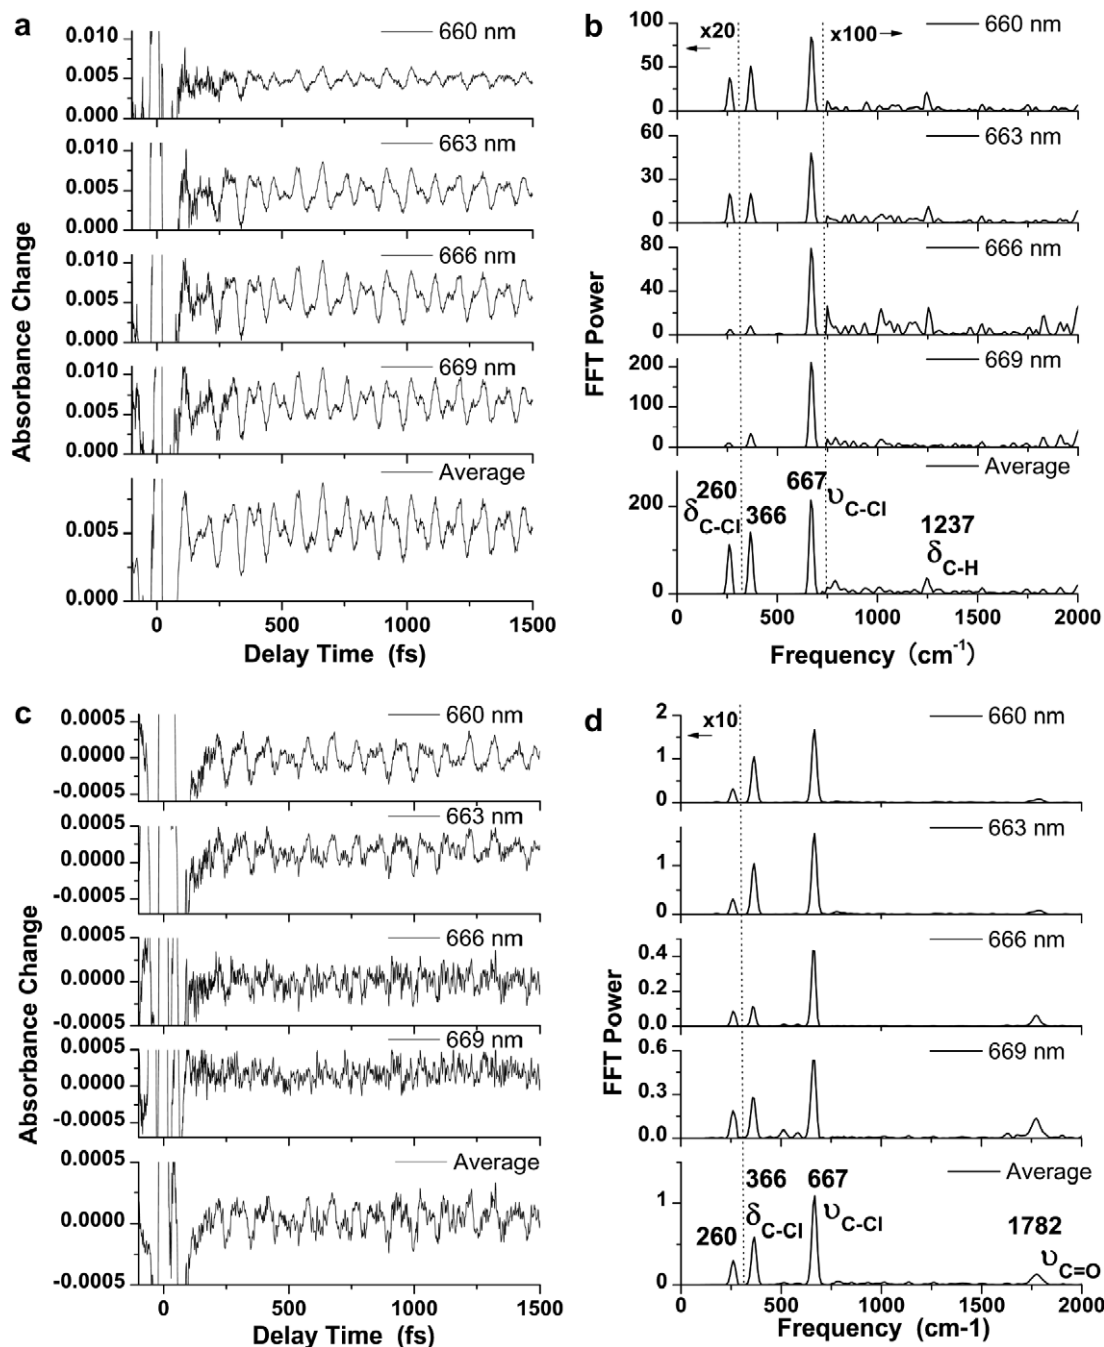 a
660 nm
0.010
0.005
0.000
663 nm
0.010
0.005
0.000
666 nm
0.010
0.005
0.000
669 nm
0.010
0.005
0.000
Average
0.005
0.000
0 500 1000 1500
Delay Time (fs)
Absorbance Change
b
x20 x100
660 nm
100
50
0
663 nm
60
30
0
666 nm
80
40
0
669 nm
200
100
0
Average
260
δC-Cl
366
667
υC-Cl
1237
δC-H
200
0
0 500 1000 1500 2000
Frequency (cm-1)
FFT Power
c
660 nm
0.0005
0.0000
-0.0005
663 nm
0.0005
0.0000
-0.0005
666 nm
0.0005
0.0000
-0.0005
669 nm
0.0005
0.0000
-0.0005
Average
0.0005
0.0000
-0.0005
0 500 1000 1500
Delay Time (fs)
Absorbance Change
d
x10
660 nm
2
1
0
663 nm
1
0
666 nm
0.4
0.2
0.0
669 nm
0.6
0.3
0.0
Average
366
δC-Cl
667
υC-Cl
260
1782
υC=O
1
0
0 500 1000 1500 2000
Frequency (cm-1)
FFT Power